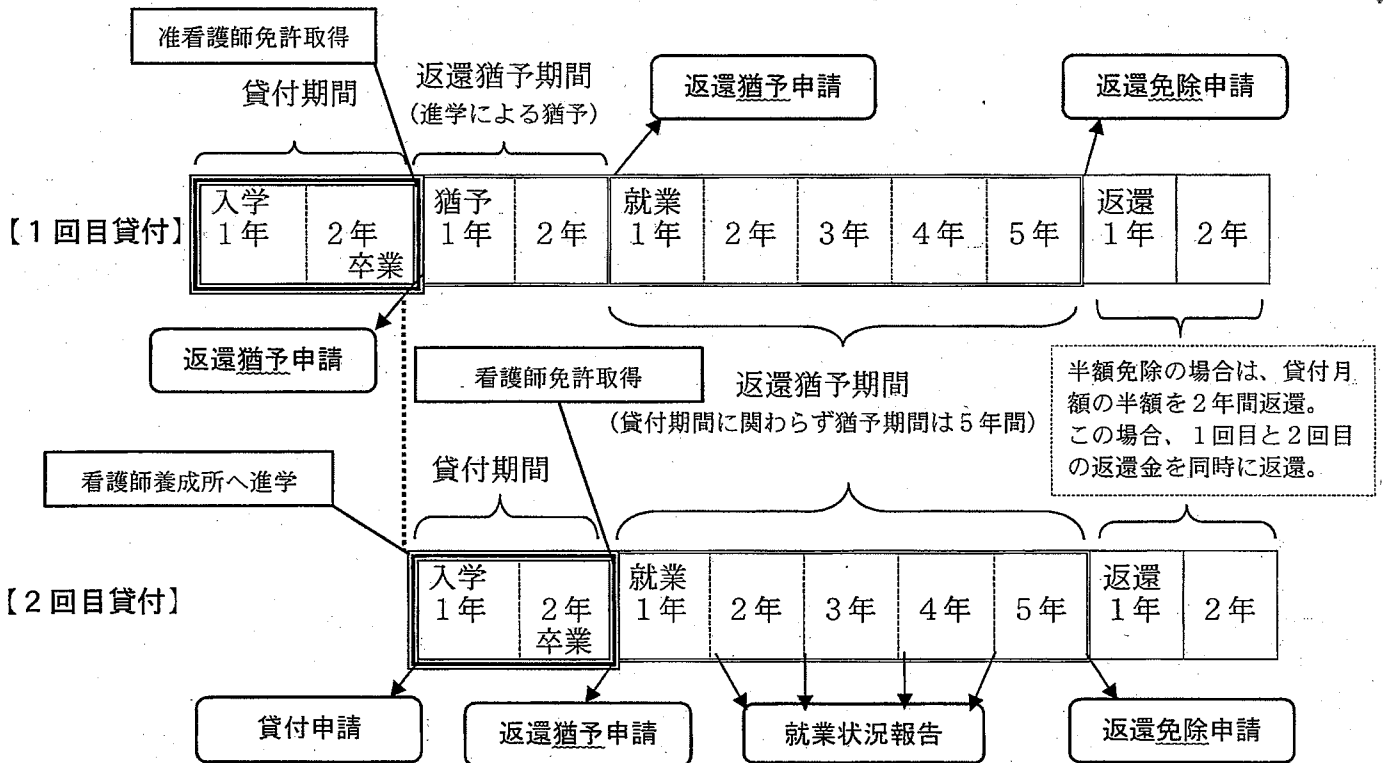 准看護師免許取得
貸付期間
返還猶予期間
(進学による猶予)
返還猶予申請
返還免除申請
【1回目貸付】
入学
1年
2年
卒業
猶予
1年
2年
就業
1年
2年
3年
4年
5年
返還
1年
2年
返還猶予申請
看護師免許取得
返還猶予期間
(貸付期間に関わらず猶予期間は5年間)
半額免除の場合は、貸付月
額の半額を2年間返還。
この場合、1回目と2回目
の返還金を同時に返還。
看護師養成所へ進学
貸付期間
【2回目貸付】
入学
1年
2年
卒業
就業
1年
2年
3年
4年
5年
返還
1年
2年
貸付申請
返還猶予申請
就業状況報告
返還免除申請